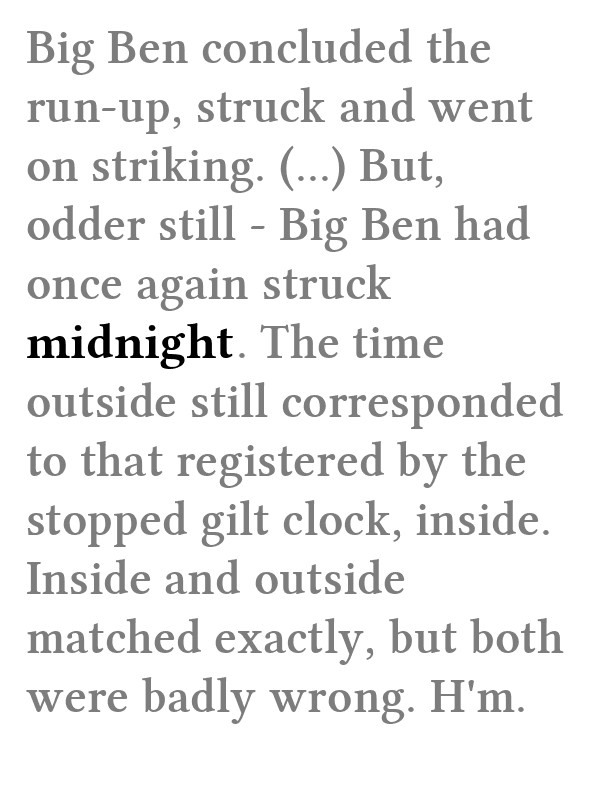 Big Ben concluded the
run-up, struck and went
on striking. (...) But,
odder still - Big Ben had
once again struck
midnight. The time
outside still corresponded
to that registered by the
stopped gilt clock, inside.
Inside and outside
matched exactly, but both
were badly wrong. H'm.